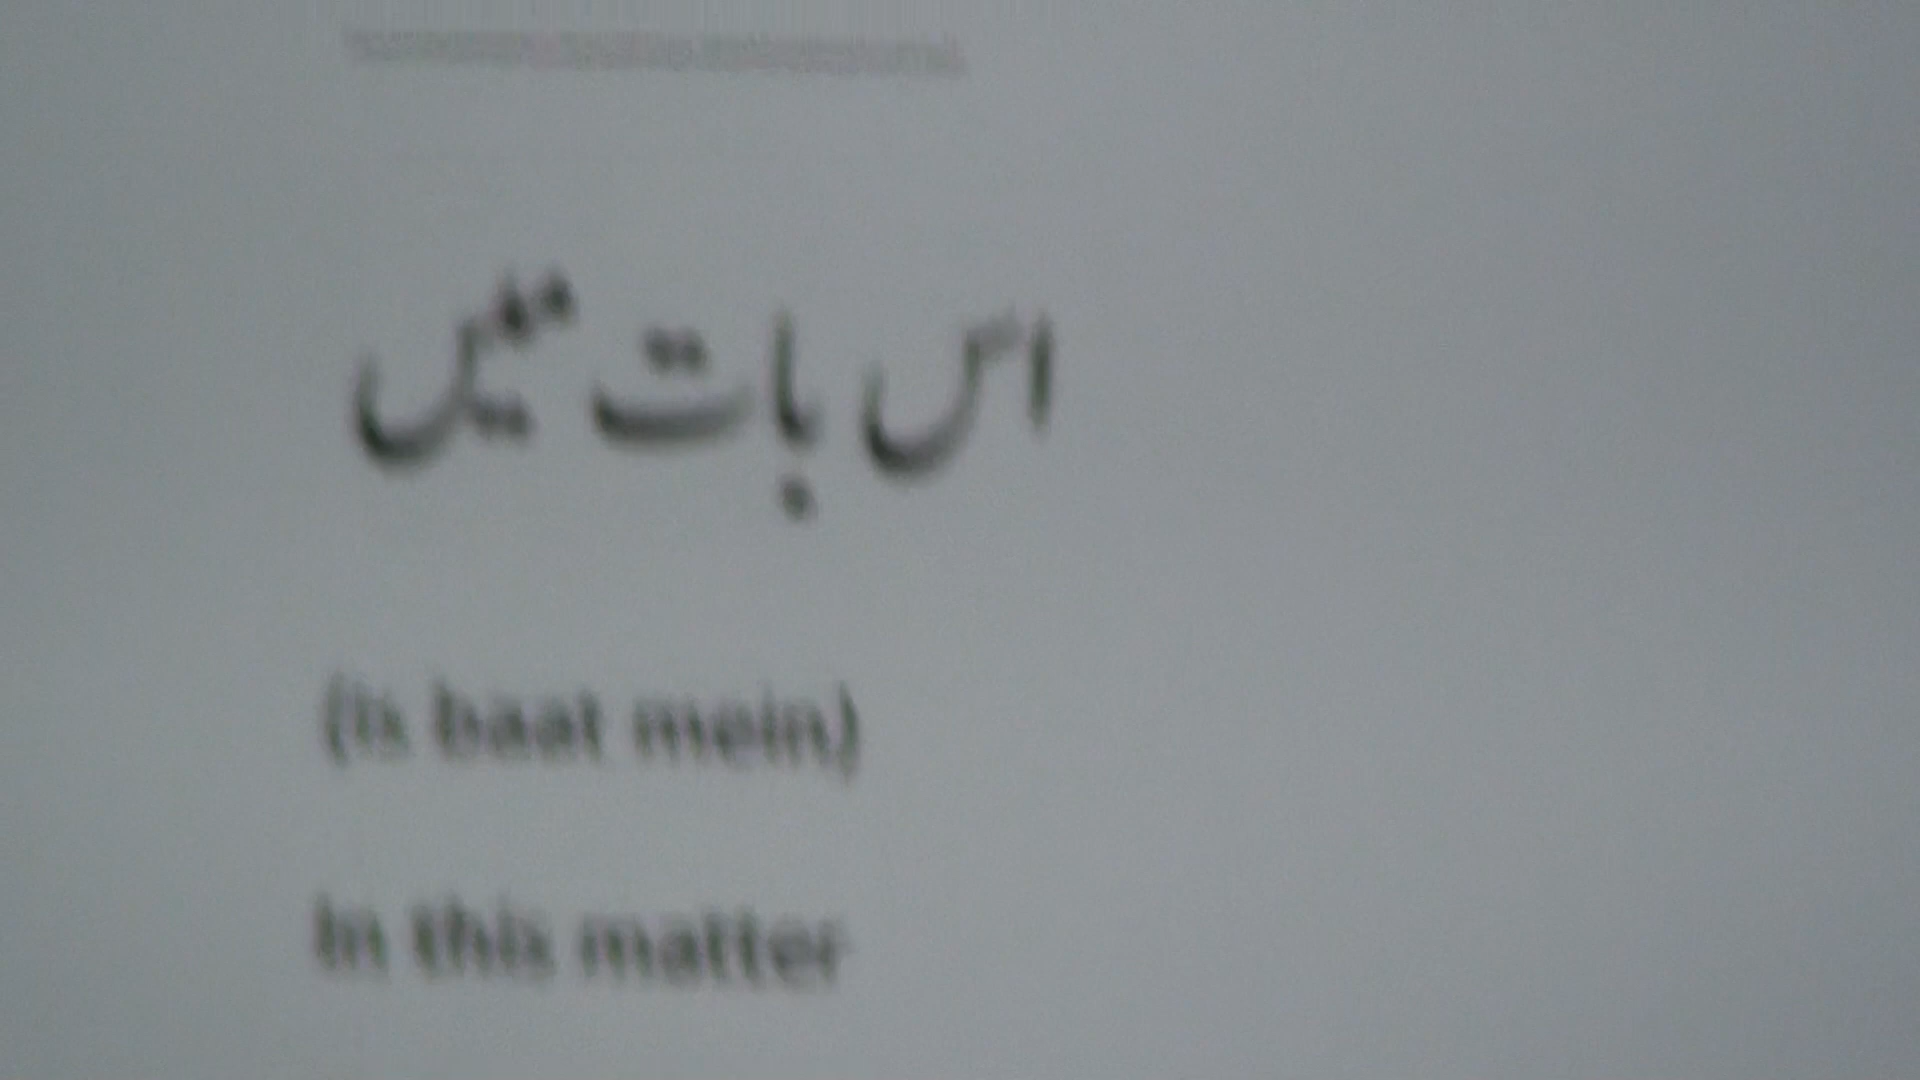 اس بات میں
(is baat mein)
In this matter